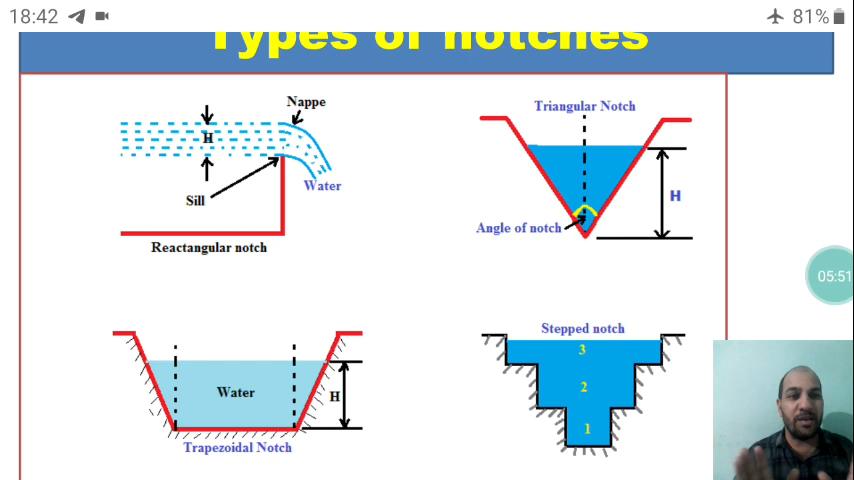 18:42
81%
Types of notches
Nappe
H
Water
Sill
Reactangular notch
Triangular Notch
H
Angle of notch
05:51
Water
H
Trapezoidal Notch
Stepped notch
3
2
1